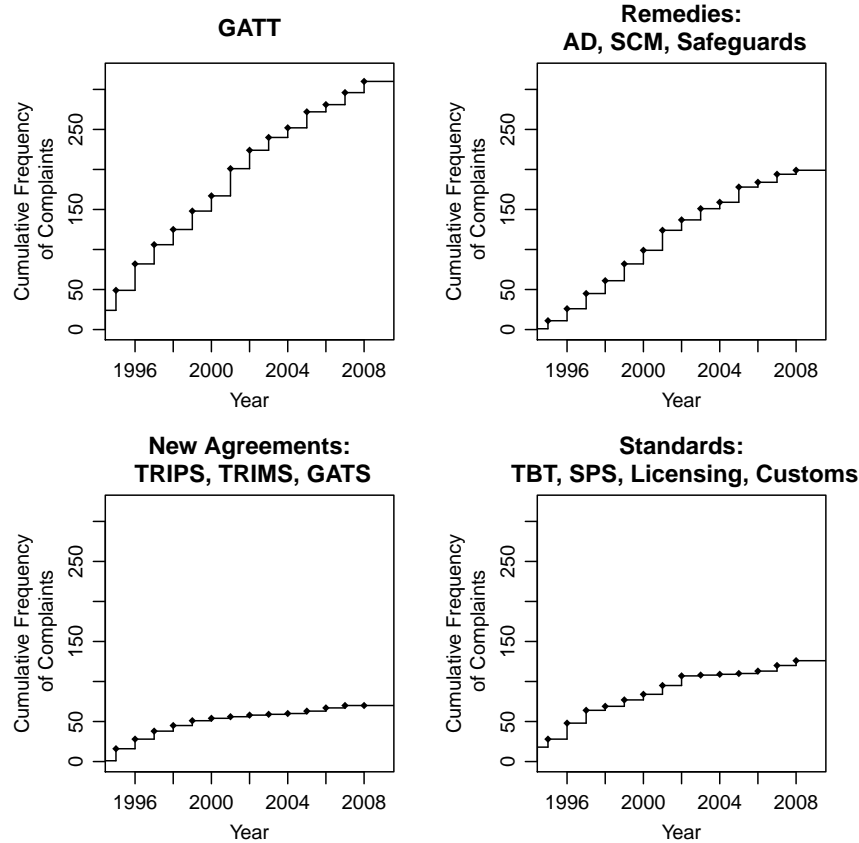 GATT
Cumulative Frequency
of Complaints
0 50 150 250
1996 2000 2004 2008
Year
Remedies:
AD, SCM, Safeguards
Cumulative Frequency
of Complaints
0 50 150 250
1996 2000 2004 2008
Year
New Agreements:
TRIPS, TRIMS, GATS
Cumulative Frequency
of Complaints
0 50 150 250
1996 2000 2004 2008
Year
Standards:
TBT, SPS, Licensing, Customs
Cumulative Frequency
of Complaints
0 50 150 250
1996 2000 2004 2008
Year